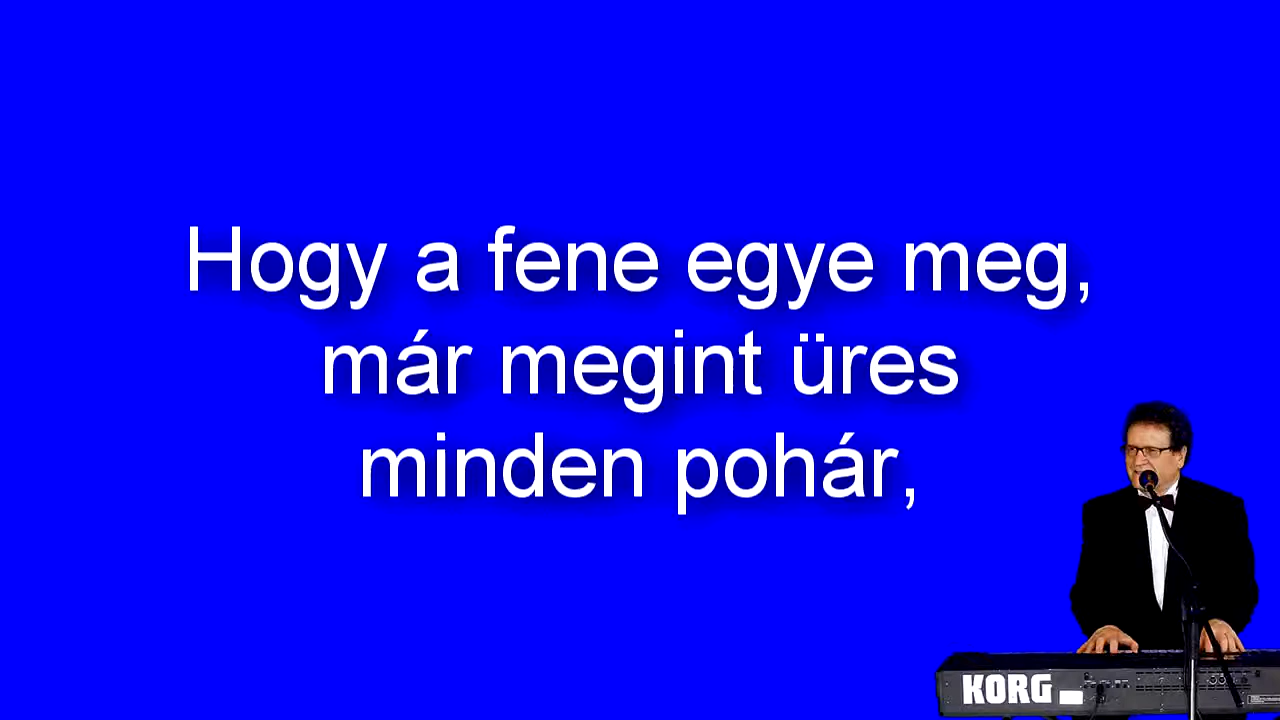 Hogy a fene egye meg,
már megint üres
minden pohár,
KORG